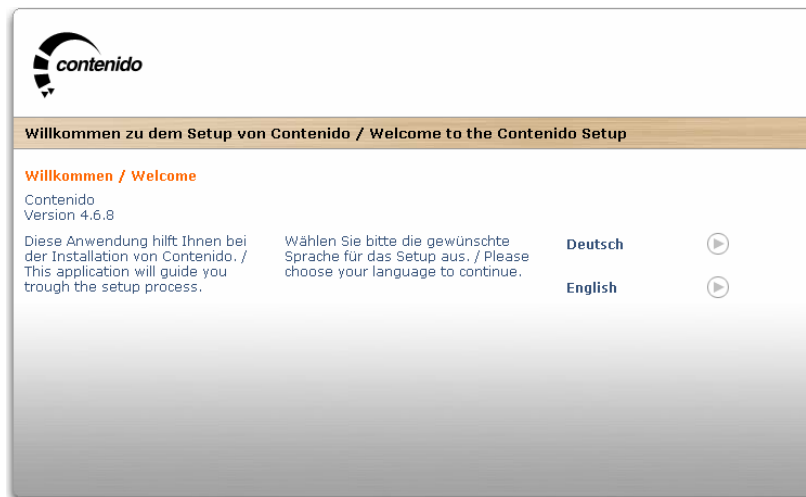 contenido
Willkommen zu dem Setup von Contenido / Welcome to the Contenido Setup
Willkommen / Welcome
Contenido
Version 4.6.8
Diese Anwendung hilft Ihnen bei
der Installation von Contenido. /
This application will guide you
trough the setup process.
Wählen Sie bitte die gewünschte
Sprache für das Setup aus. / Please
choose your language to continue.
Deutsch
English